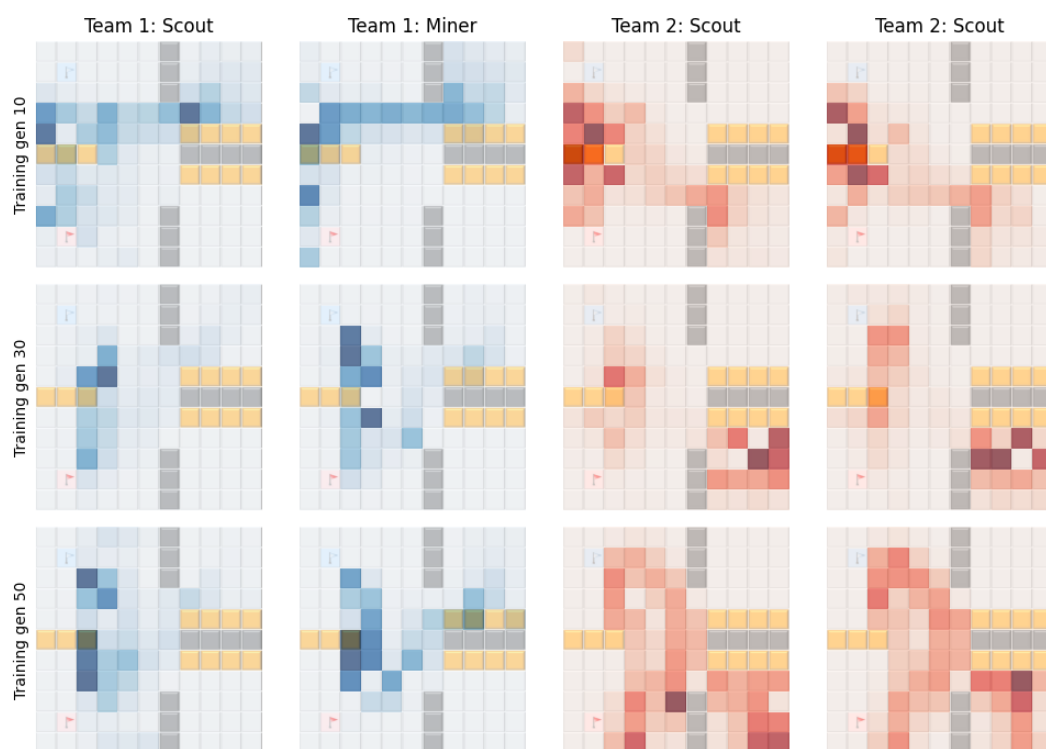 Team 1: Scout
Team 1: Miner
Team 2: Scout
Team 2: Scout
Training gen 10
Training gen 30
Training gen 50